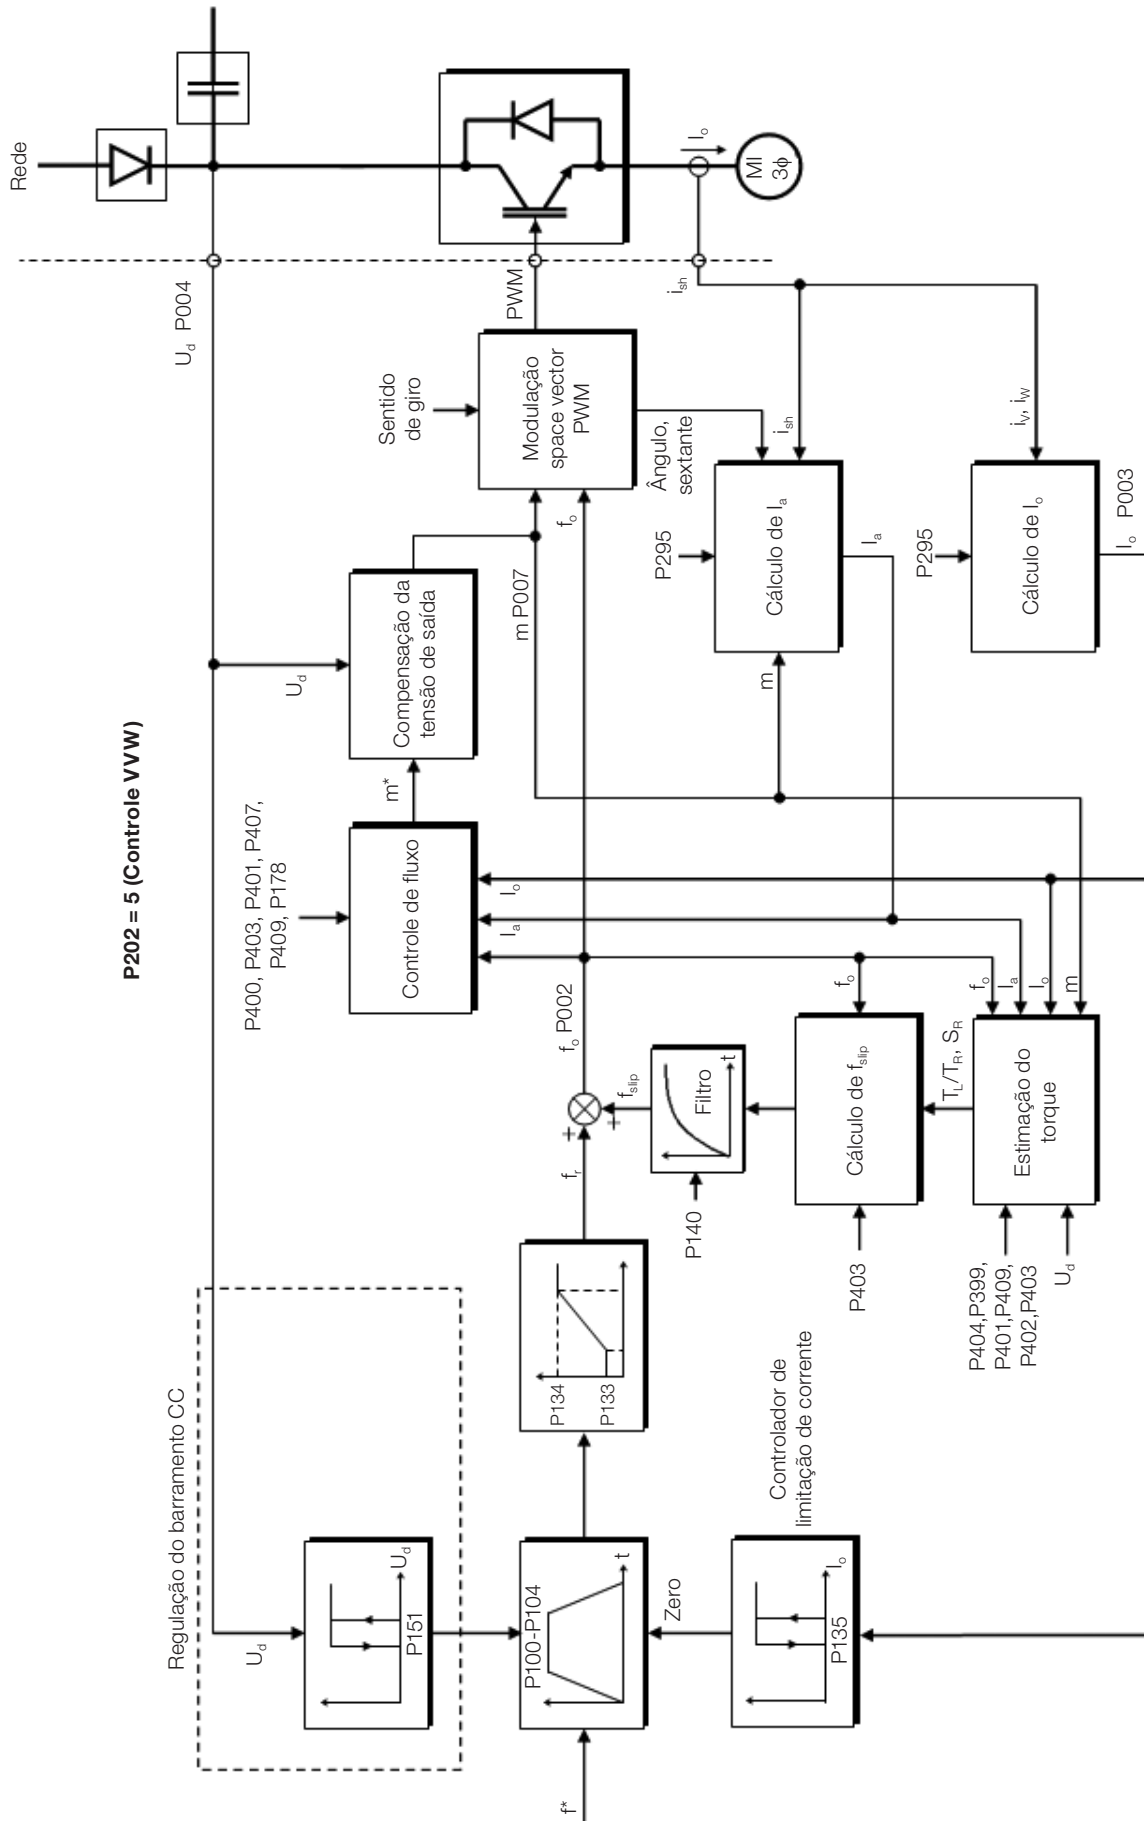 P202 = 5 (Controle VVW)
Regulação do barramento CC
U_d
U_d
P151
f*
P100-P104
t
Zero
Controlador de
limitação de corrente
I_o
P135
P134
P133
f_r
+
+
f_slip
P140
Filtro
t
P403
Cálculo de f_slip
f_o
T_L/T_R, S_R
P404,P399,
P401,P409,
P402,P403
U_d
Estimação do
torque
f_o
I_a
I_o
m
f_o P002
P400, P403, P401, P407,
P409, P178
Controle de fluxo
I_a
I_o
m*
U_d
Compensação da
tensão de saída
m P007
f_o
Sentido
de giro
Modulação
space vector
PWM
PWM
Ângulo,
sextante
P295
Cálculo de I_a
m
i_sh
I_a
P295
Cálculo de I_o
i_v, i_w
I_o P003
U_d P004
i_sh
Rede
I_o
MI
3ϕ